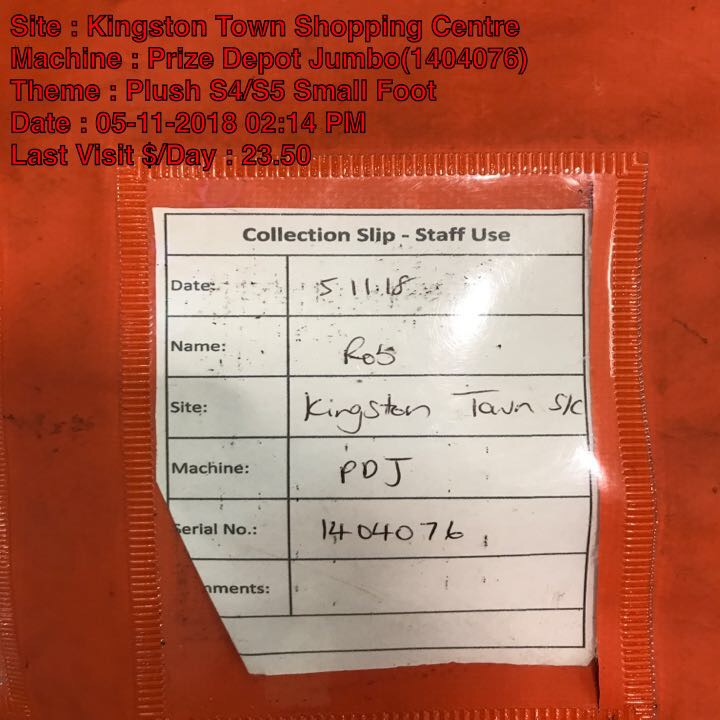 Site : Kingston Town Shopping Centre
Machine : Prize Depot Jumbo(1404076)
Theme : Plush S4/S5 Small Foot
Date : 05-11-2018 02:14 PM
Last Visit $/Day : 23.50
Collection Slip - Staff Use
Date: 5.11.18
Name: Rob
Site: Kingston Town S/C
Machine: PDJ
Serial No.: 1404076
mments: